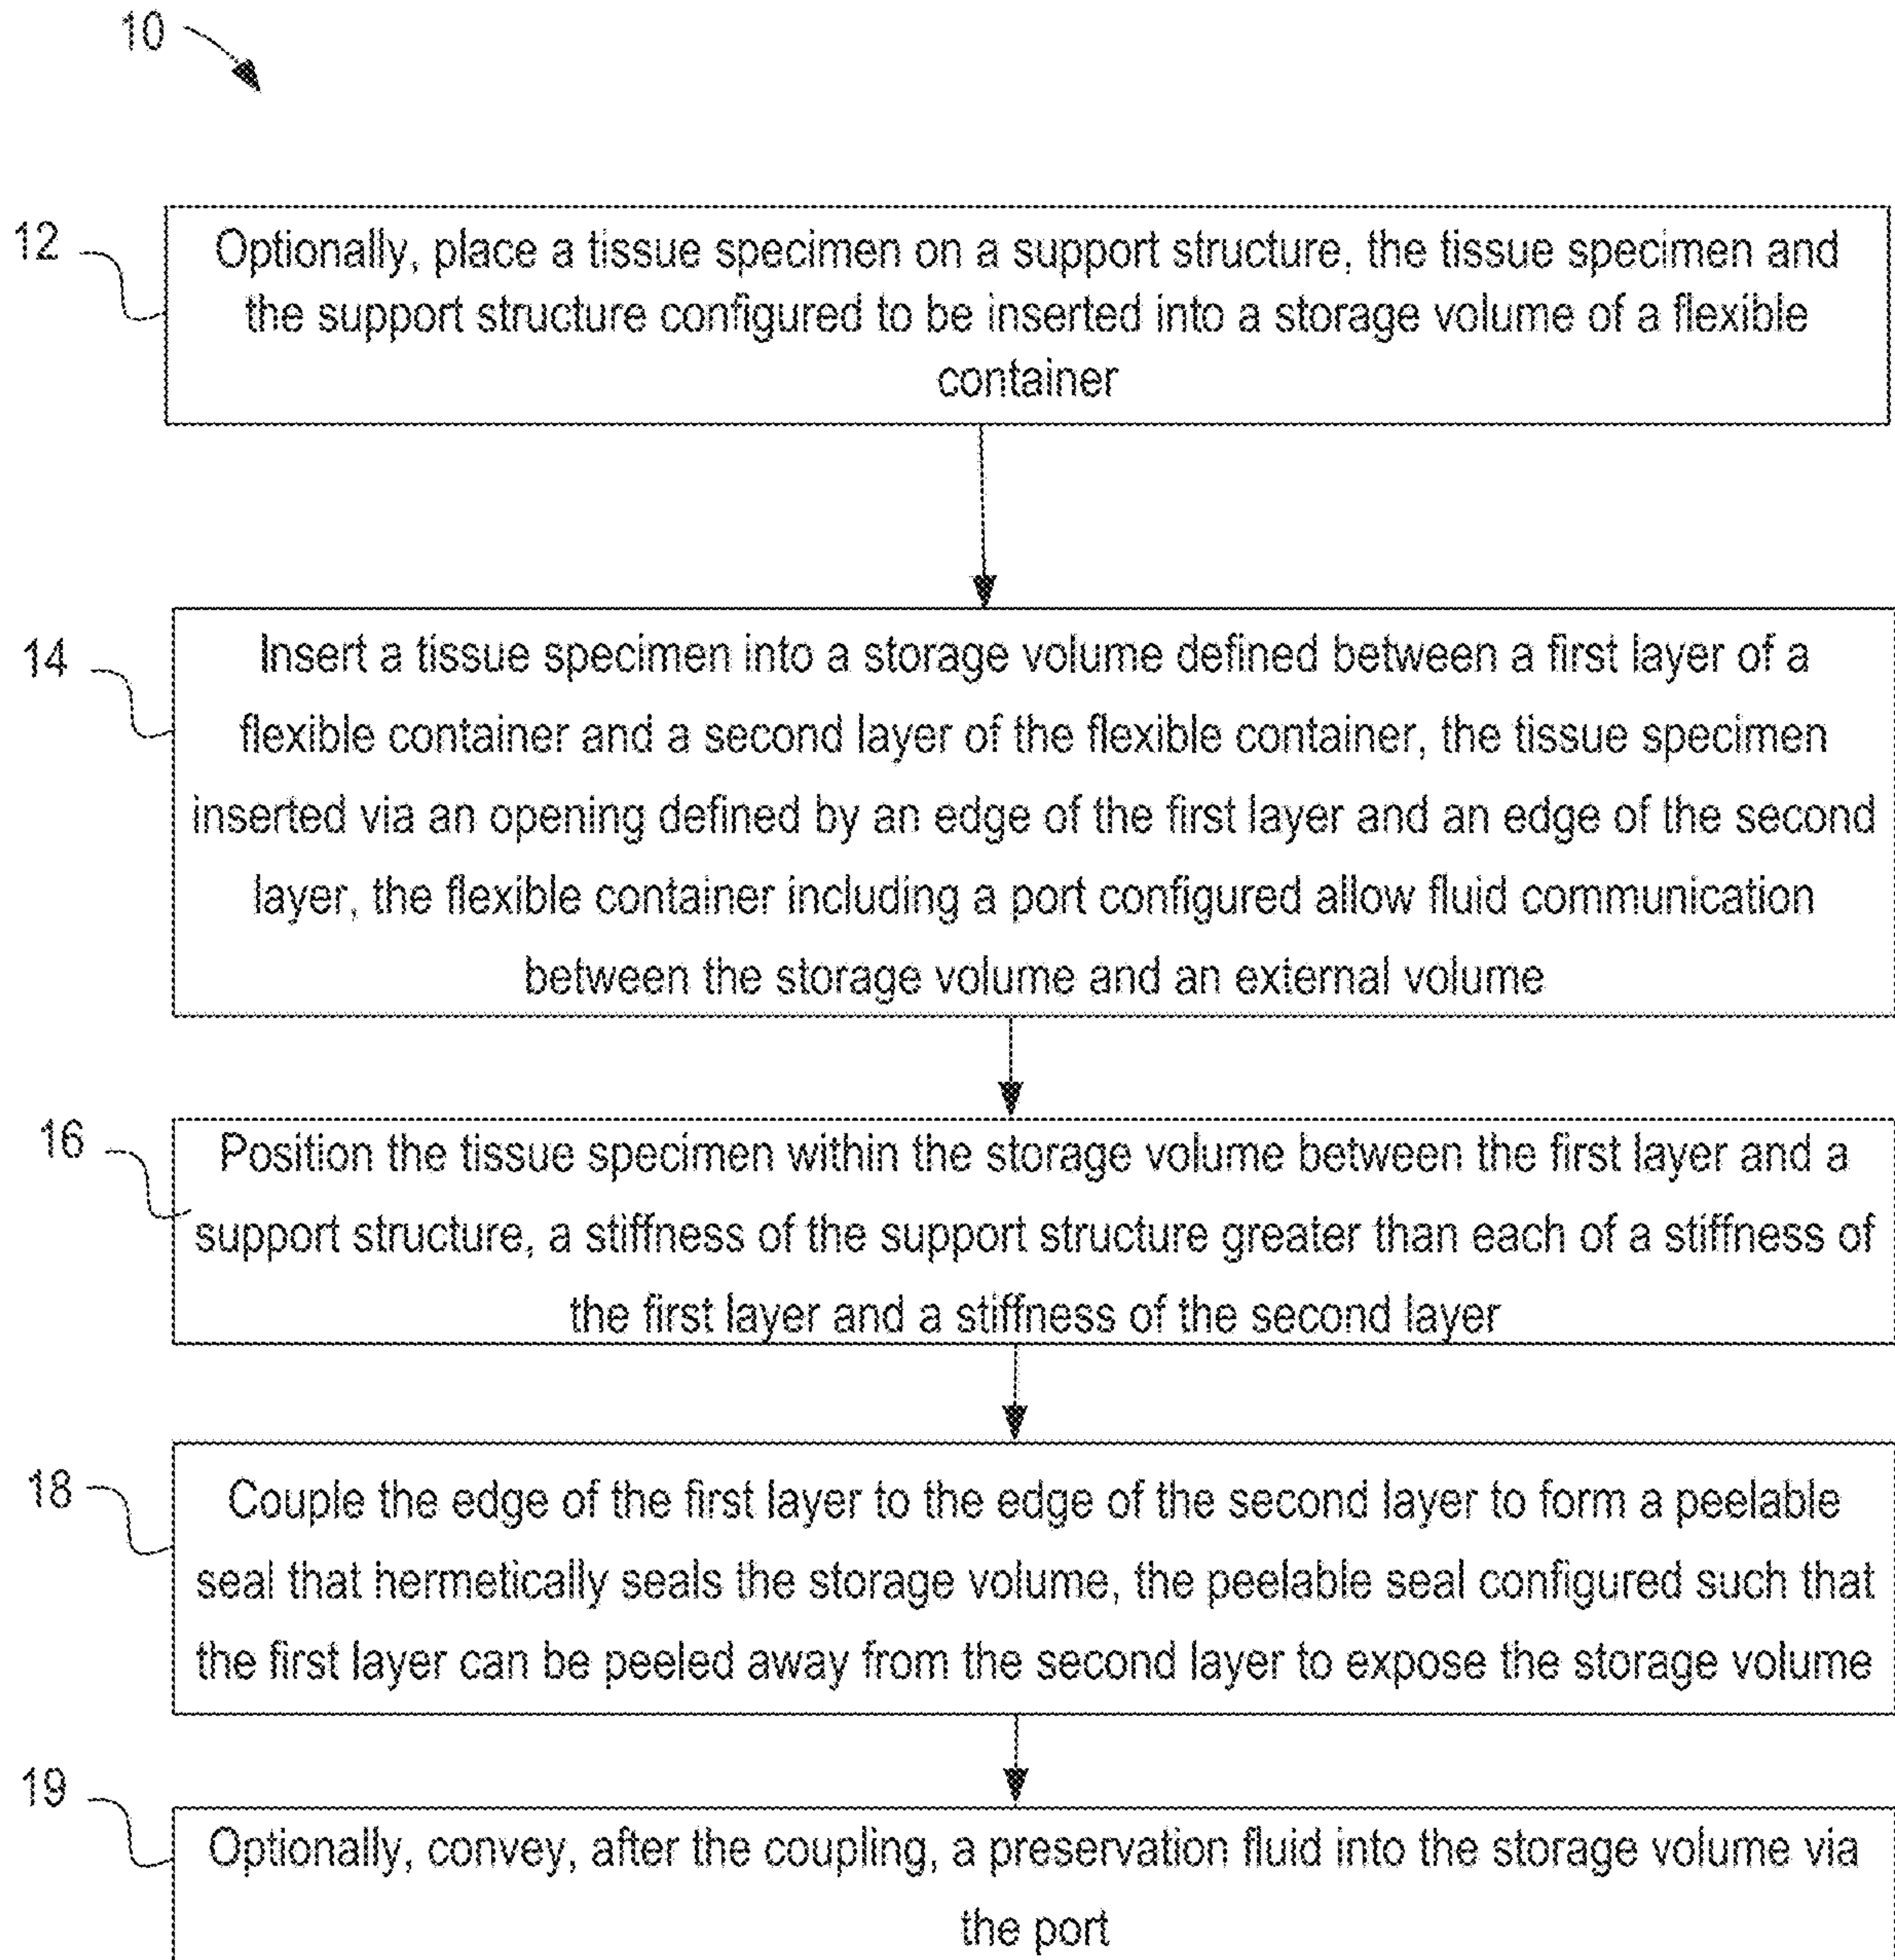 10
12
Optionally, place a tissue specimen on a support structure, the tissue specimen and
the support structure configured to be inserted into a storage volume of a flexible
container
14
Insert a tissue specimen into a storage volume defined between a first layer of a
flexible container and a second layer of the flexible container, the tissue specimen
inserted via an opening defined by an edge of the first layer and an edge of the second
layer, the flexible container including a port configured allow fluid communication
between the storage volume and an external volume
16
Position the tissue specimen within the storage volume between the first layer and a
support structure, a stiffness of the support structure greater than each of a stiffness of
the first layer and a stiffness of the second layer
18
Couple the edge of the first layer to the edge of the second layer to form a peelable
seal that hermetically seals the storage volume, the peelable seal configured such that
the first layer can be peeled away from the second layer to expose the storage volume
19
Optionally, convey, after the coupling, a preservation fluid into the storage volume via
the port